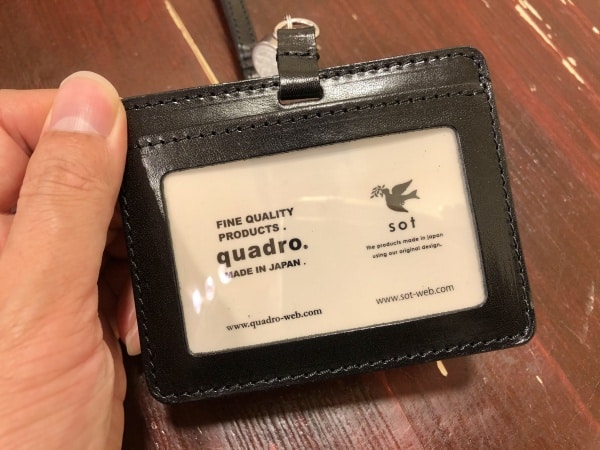 FINE QUALITY
PRODUCTS .
quadro.
MADE IN JAPAN .
www.quadro-web.com
sot
the products made in japan
using our original design.
www.sot-web.com